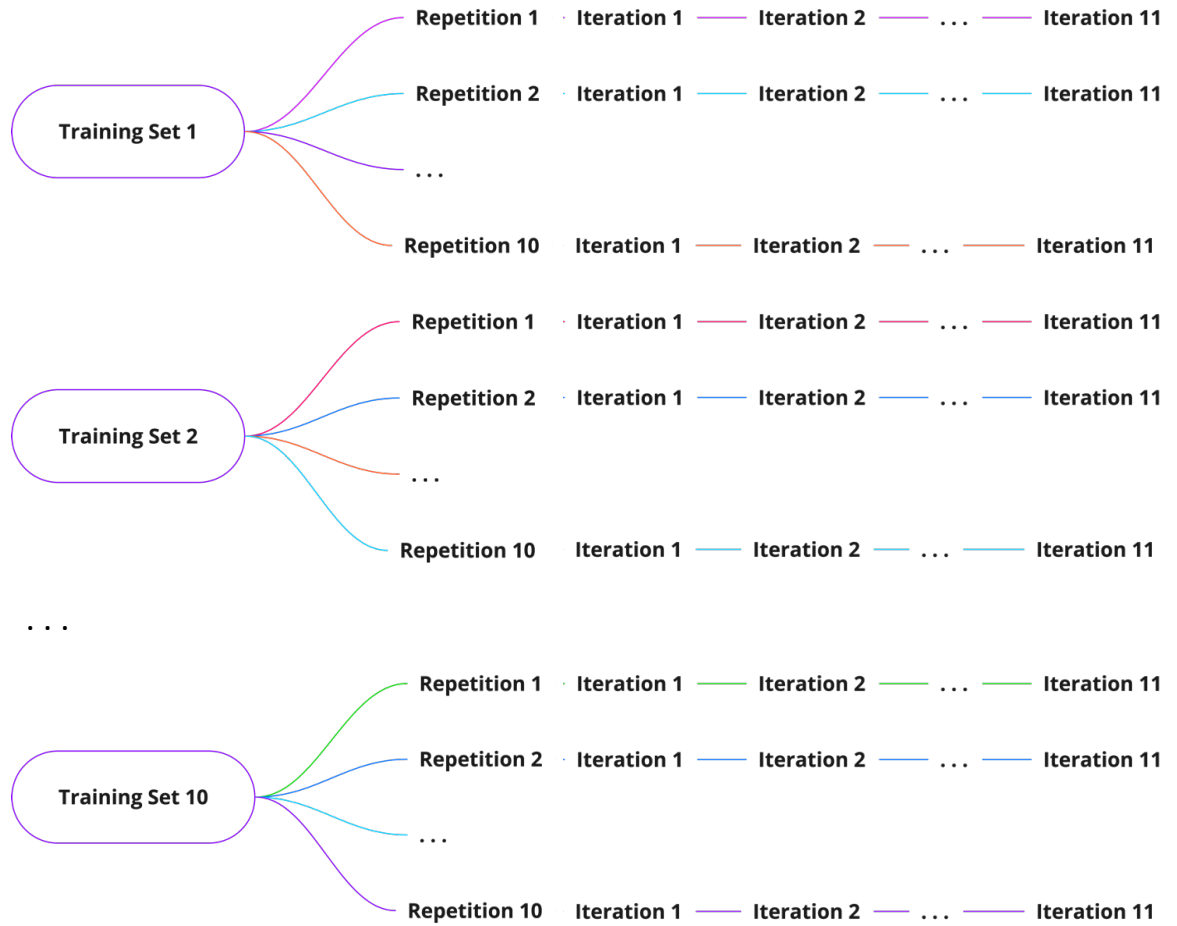 Repetition 1 Iteration 1 Iteration 2 ... Iteration 11
Repetition 2 Iteration 1 Iteration 2 ... Iteration 11
Training Set 1
...
Repetition 10 Iteration 1 Iteration 2 ... Iteration 11
Repetition 1 Iteration 1 Iteration 2 ... Iteration 11
Repetition 2 Iteration 1 Iteration 2 ... Iteration 11
Training Set 2
...
Repetition 10 Iteration 1 Iteration 2 ... Iteration 11
...
Repetition 1 Iteration 1 Iteration 2 ... Iteration 11
Repetition 2 Iteration 1 Iteration 2 ... Iteration 11
Training Set 10
...
Repetition 10 Iteration 1 Iteration 2 ... Iteration 11